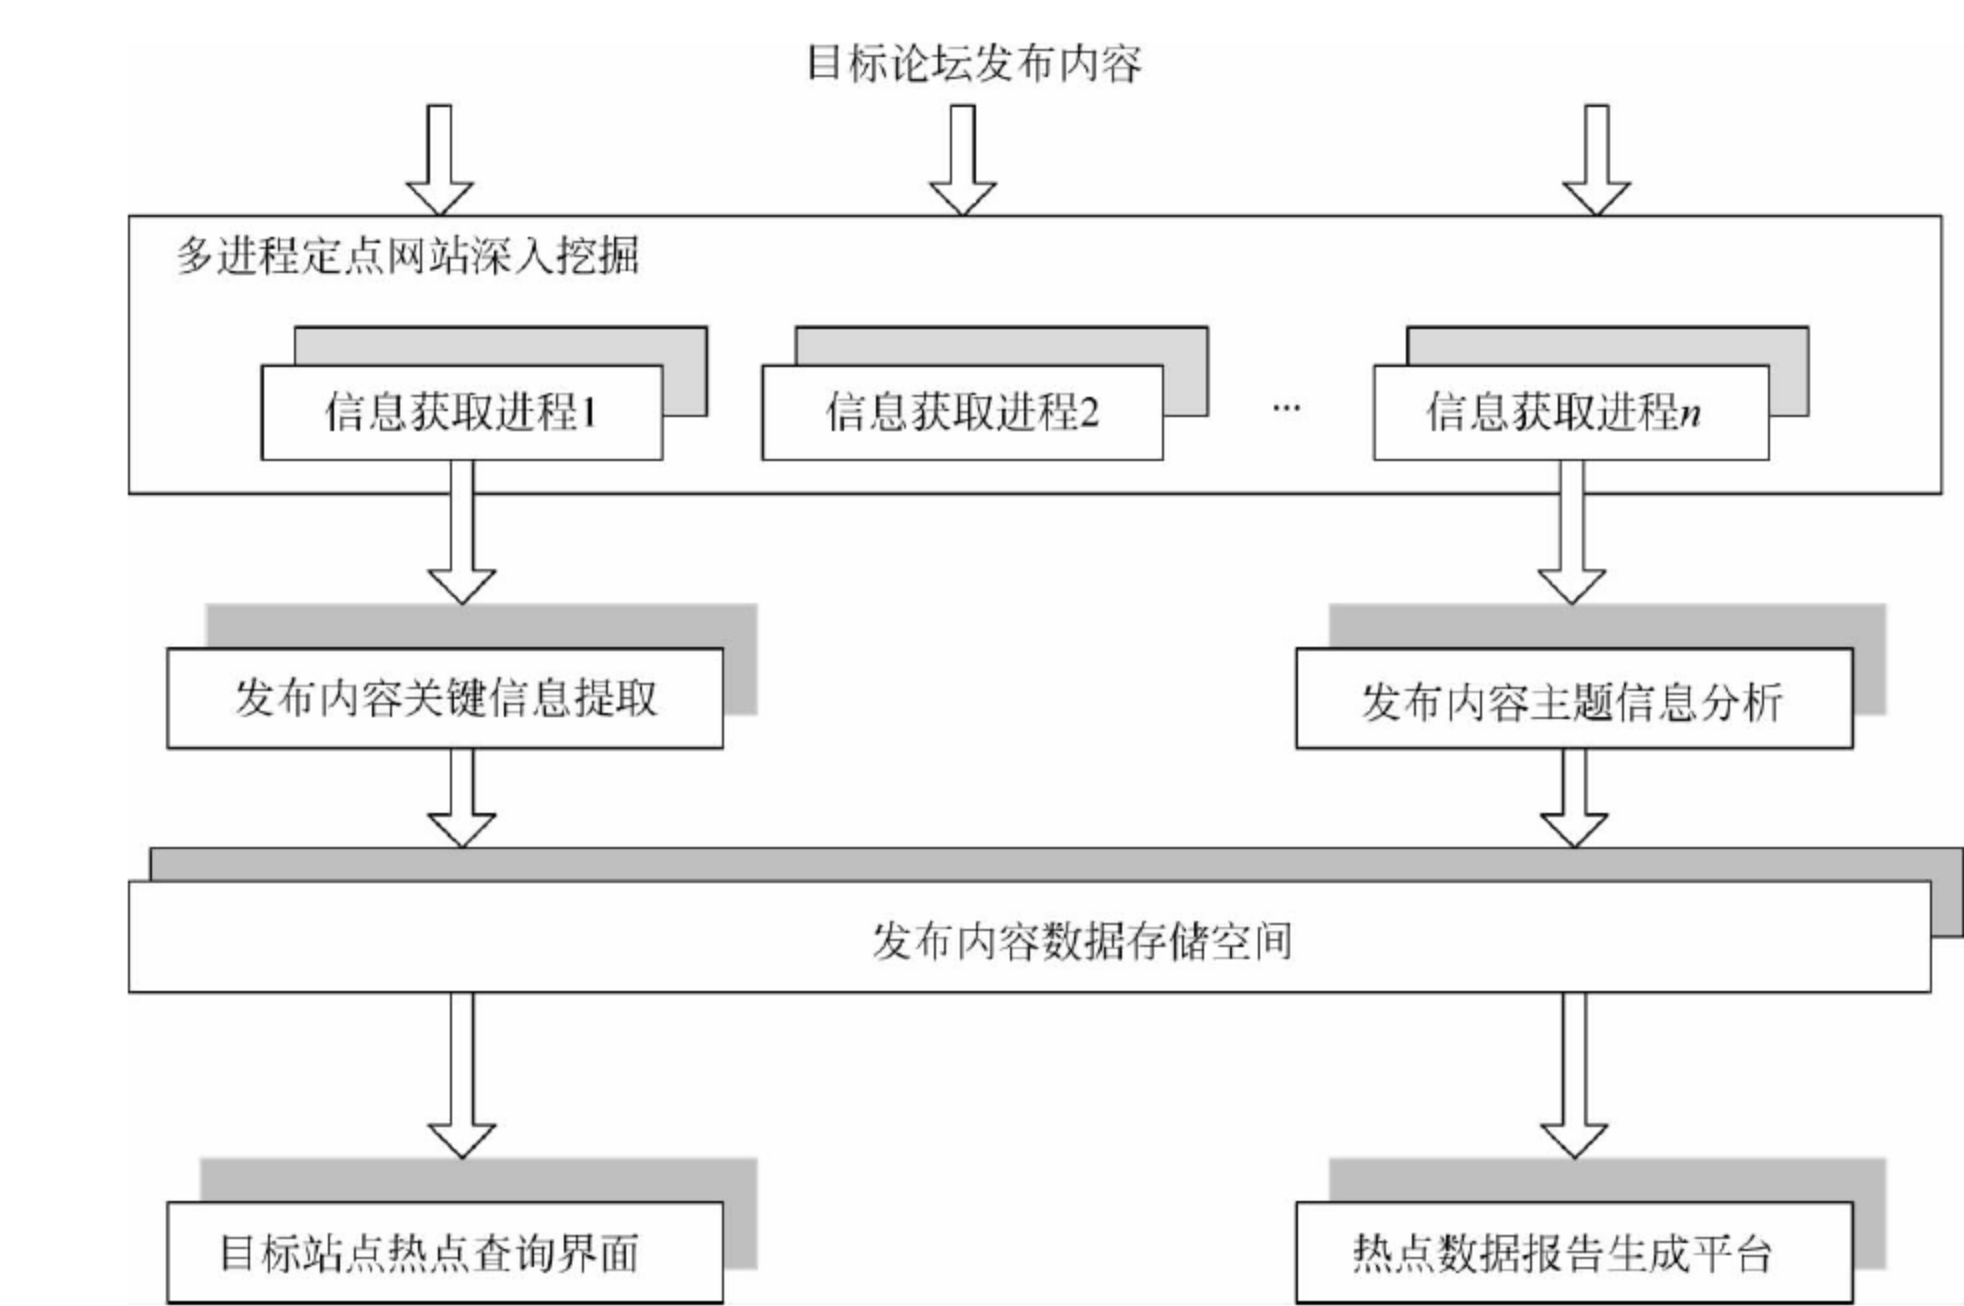 目标论坛发布内容
多进程定点网站深入挖掘
信息获取进程1
信息获取进程2
...
信息获取进程n
发布内容关键信息提取
发布内容主题信息分析
发布内容数据存储空间
目标站点热点查询界面
热点数据报告生成平台